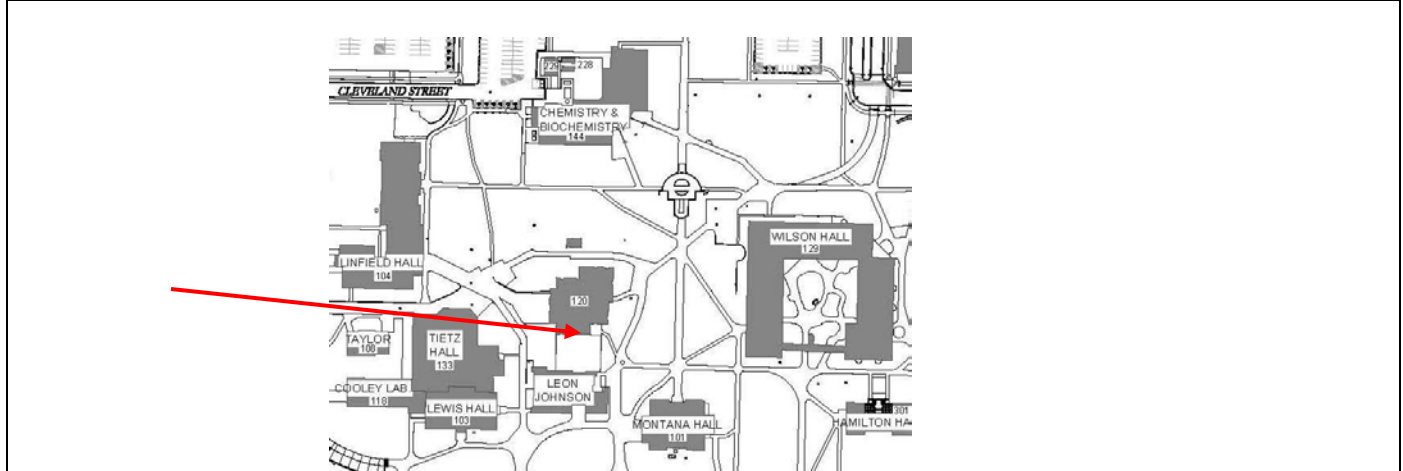 229
228
CLEVELAND STREET
CHEMISTRY &
BIOCHEMISTRY
144
WILSON HALL
129
LINFIELD HALL
104
120
TAYLOR
108
TIETZ
HALL
133
COOLEY LAB
118
LEWIS HALL
103
LEON
JOHNSON
MONTANA HALL
101
301
HAMILTON HA